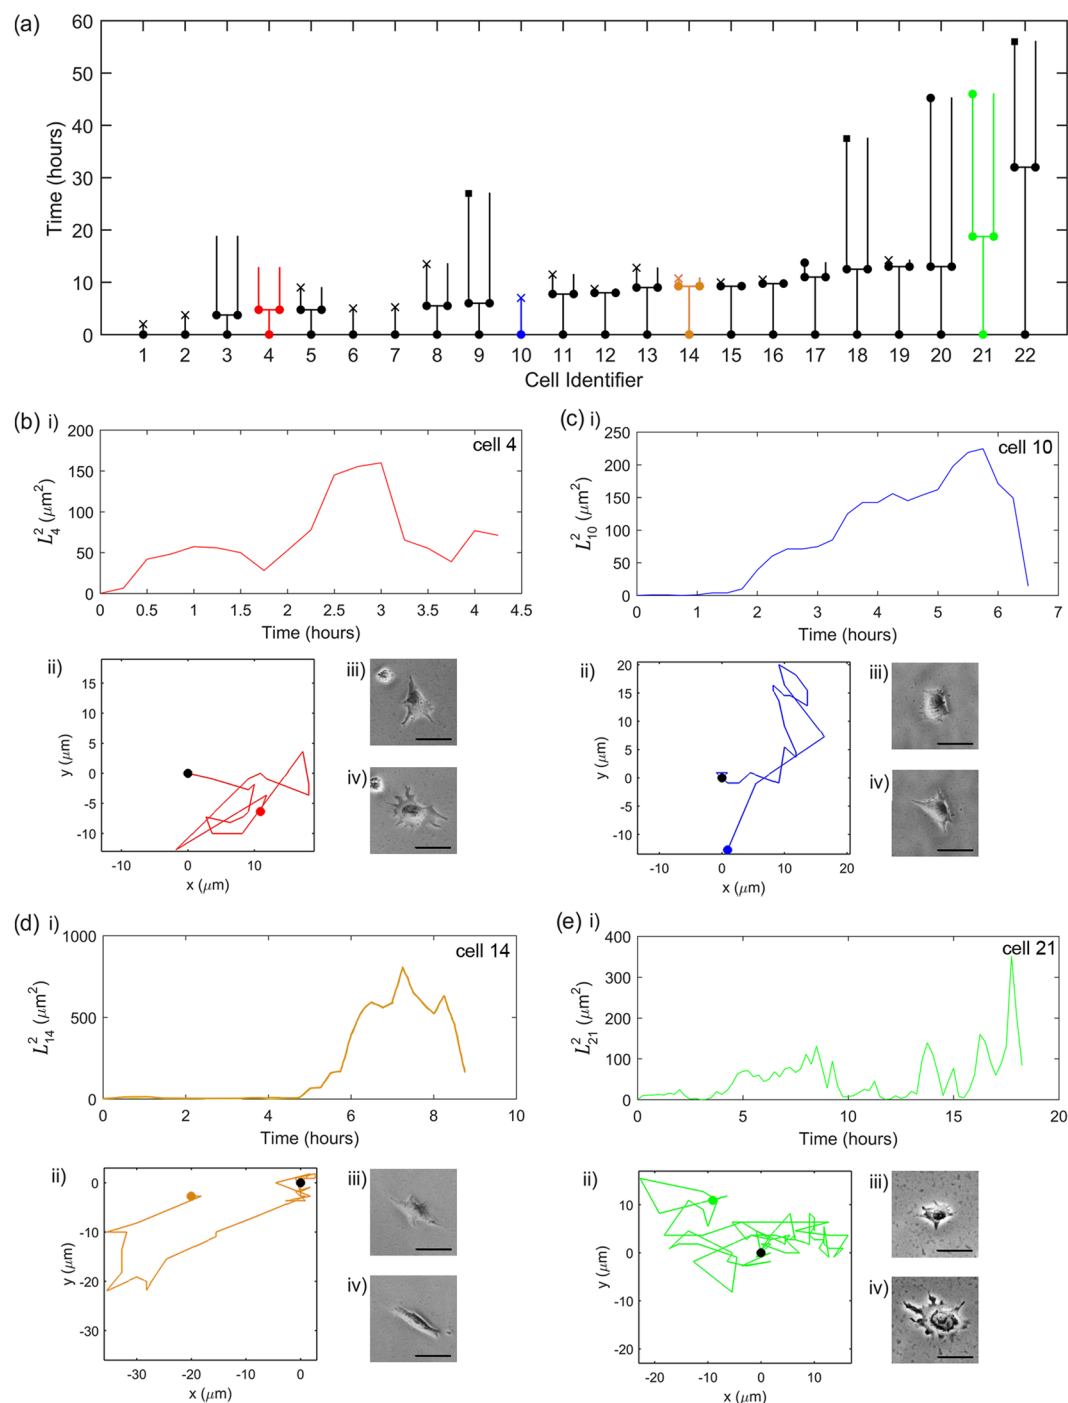 (a)
60
50
40
30
20
10
0
Time (hours)
1 2 3 4 5 6 7 8 9 10 11 12 13 14 15 16 17 18 19 20 21 22
Cell Identifier
(b) i)
cell 4
200
150
100
50
0
L₄² (μm²)
0 0.5 1 1.5 2 2.5 3 3.5 4 4.5
Time (hours)
ii)
15
10
5
0
-5
-10
y (μm)
-10 0 10
x (μm)
iii)
iv)
(c) i)
cell 10
250
200
150
100
50
0
L₁₀² (μm²)
0 1 2 3 4 5 6 7
Time (hours)
ii)
20
15
10
5
0
-5
-10
y (μm)
-10 0 10 20
x (μm)
iii)
iv)
(d) i)
cell 14
1000
500
0
L₁₄² (μm²)
0 2 4 6 8 10
Time (hours)
ii)
0
-10
-20
-30
y (μm)
-30 -20 -10 0
x (μm)
iii)
iv)
(e) i)
cell 21
400
300
200
100
0
L₂₁² (μm²)
0 5 10 15 20
Time (hours)
ii)
10
0
-10
-20
y (μm)
-20 -10 0 10
x (μm)
iii)
iv)